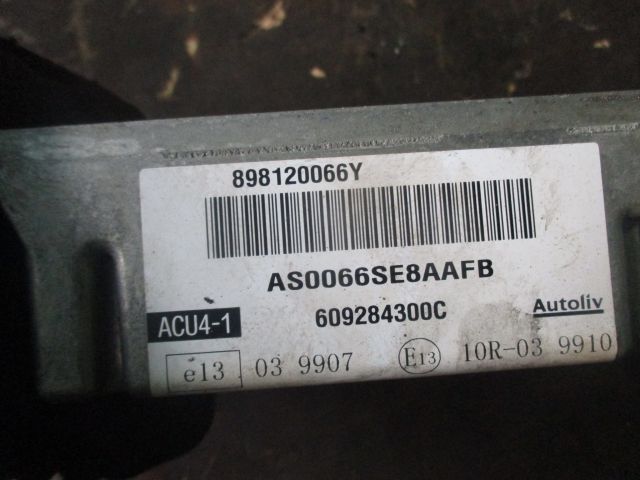 898120066Y
AS0066SE8AAFB
609284300C
ACU4-1
Autoliv
e13 03 9907 E13 10R-03 9910